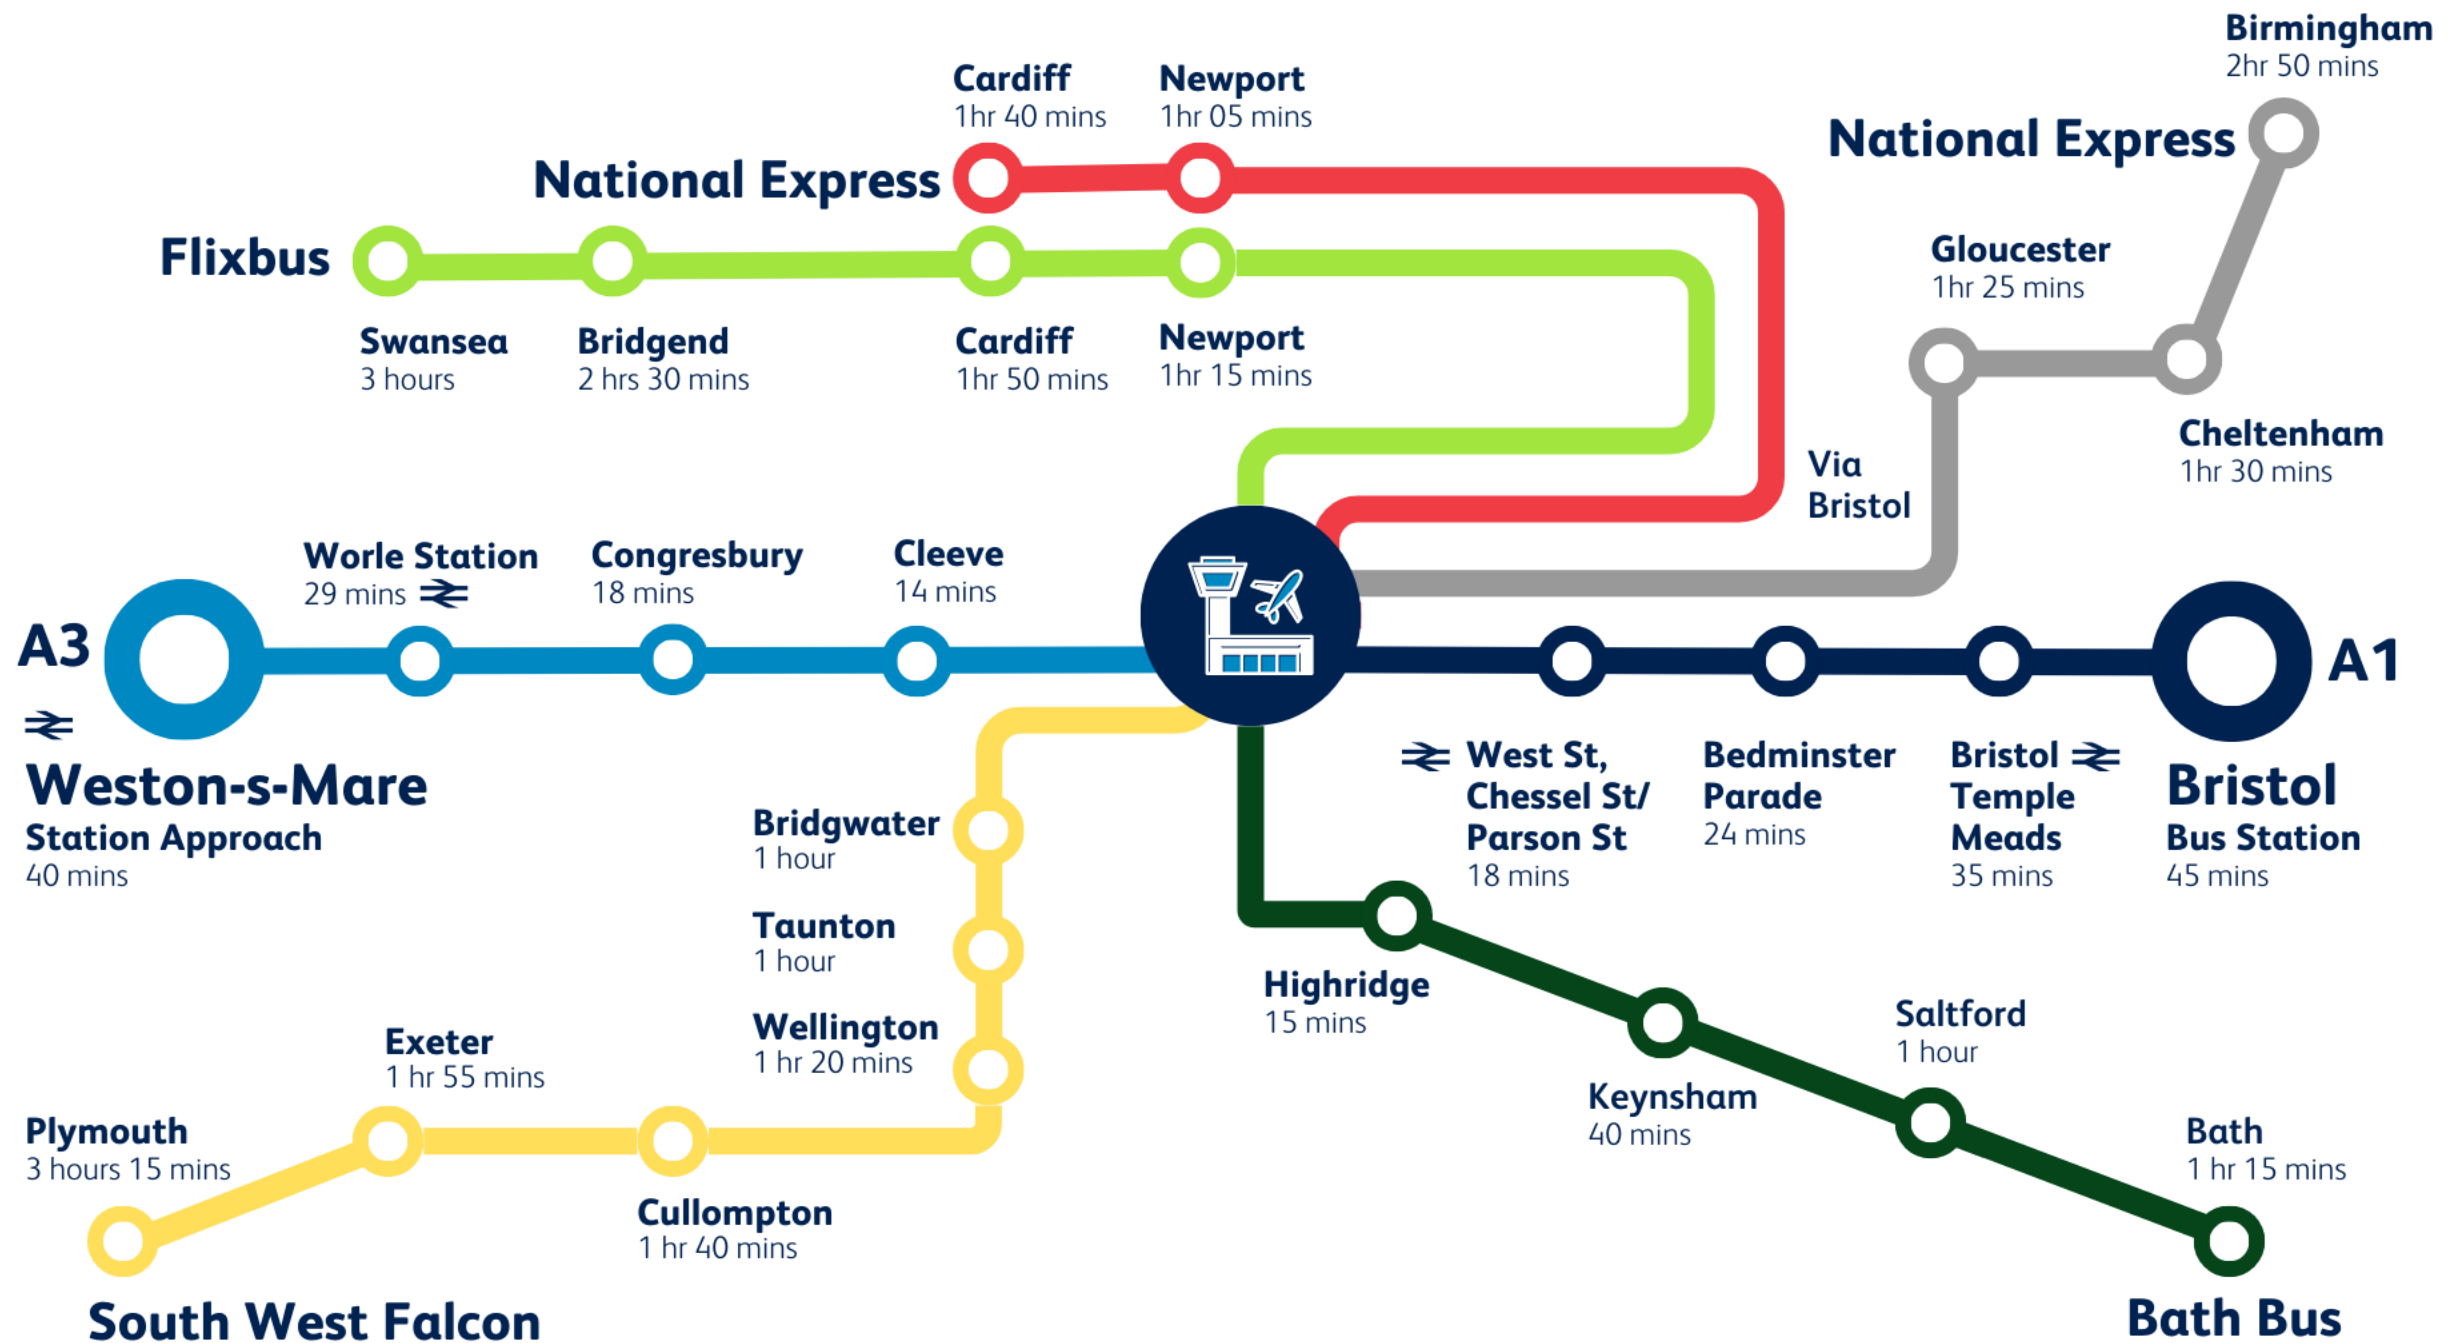 Birmingham
2hr 50 mins
National Express
Cardiff
1hr 40 mins
Newport
1hr 05 mins
National Express
Flixbus
Swansea
3 hours
Bridgend
2 hrs 30 mins
Cardiff
1hr 50 mins
Newport
1hr 15 mins
Gloucester
1hr 25 mins
Cheltenham
1hr 30 mins
Via
Bristol
A3
Weston-s-Mare
Station Approach
40 mins
Worle Station
29 mins
Congresbury
18 mins
Cleeve
14 mins
West St,
Chessel St/
Parson St
18 mins
Bedminster
Parade
24 mins
Bristol
Temple
Meads
35 mins
A1
Bristol
Bus Station
45 mins
Bridgwater
1 hour
Taunton
1 hour
Wellington
1 hr 20 mins
Cullompton
1 hr 40 mins
Exeter
1 hr 55 mins
Plymouth
3 hours 15 mins
South West Falcon
Highridge
15 mins
Keynsham
40 mins
Saltford
1 hour
Bath
1 hr 15 mins
Bath Bus